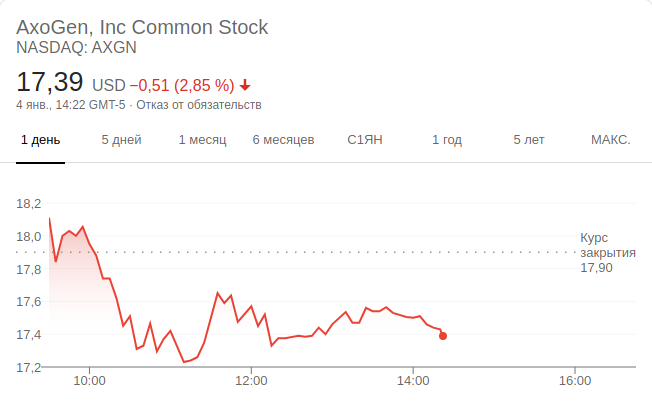 AxoGen, Inc Common Stock
NASDAQ: AXGN
17,39 USD −0,51 (2,85 %)
4 янв., 14:22 GMT-5 · Отказ от обязательств
1 день 5 дней 1 месяц 6 месяцев С1ЯН 1 год 5 лет МАКС.
18,2
18,0
17,8
17,6
17,4
17,2
Курс
закрытия
17,90
10:00 12:00 14:00 16:00